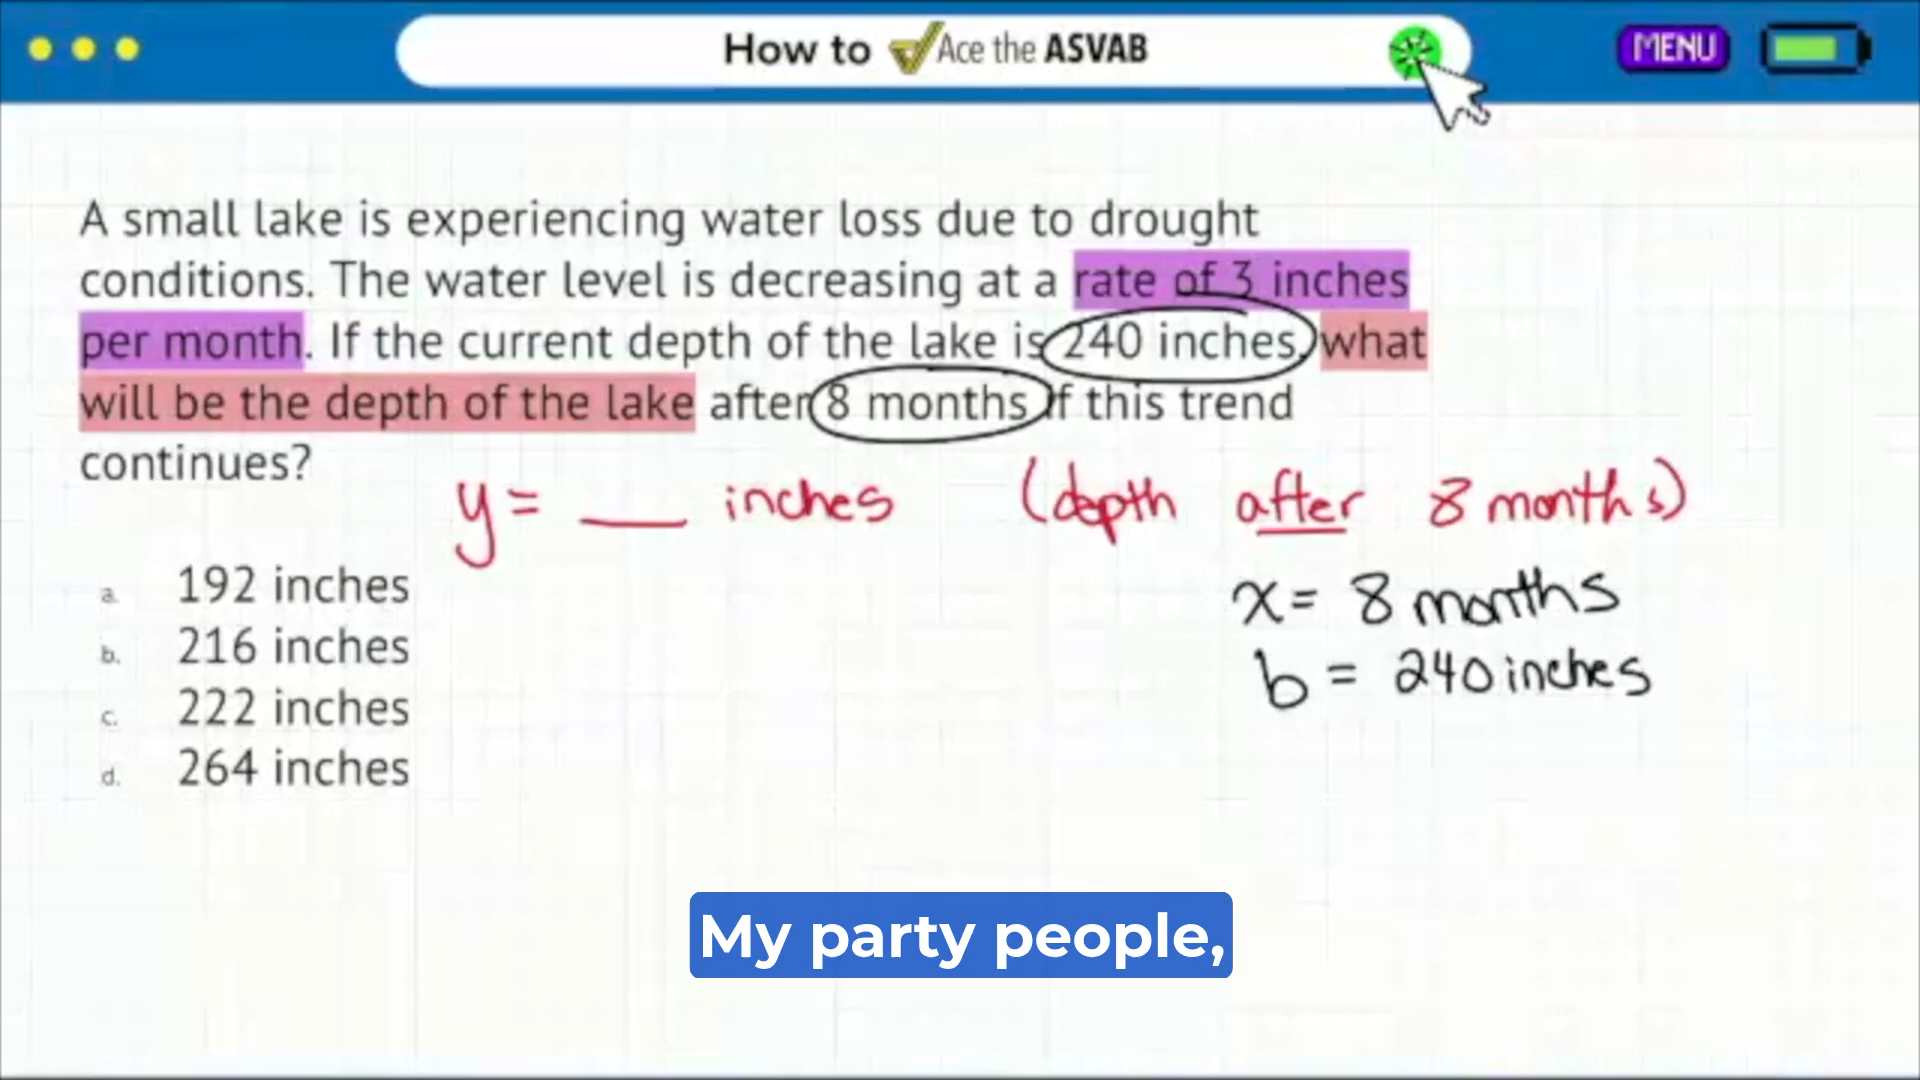 How to Ace the ASVAB
MENU
A small lake is experiencing water loss due to drought
conditions. The water level is decreasing at a rate of 3 inches
per month. If the current depth of the lake is 240 inches, what
will be the depth of the lake after 8 months if this trend
continues?
y = __ inches (depth after 8 months)
a. 192 inches
x = 8 months
b. 216 inches
b = 240 inches
c. 222 inches
d. 264 inches
My party people,